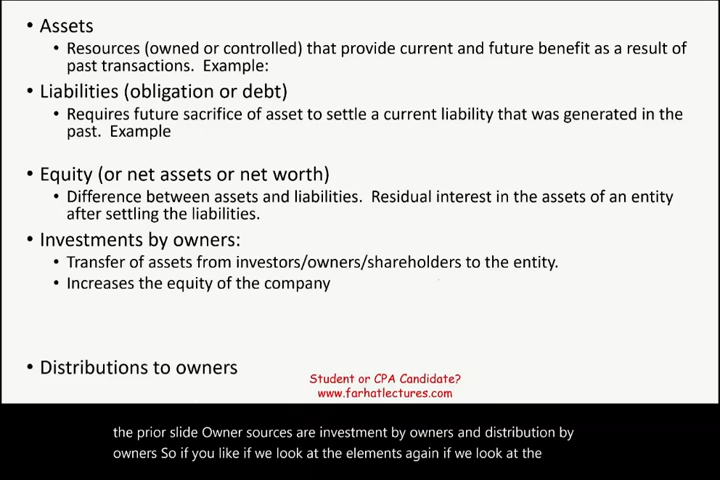 • Assets
• Resources (owned or controlled) that provide current and future benefit as a result of
past transactions.  Example:
• Liabilities (obligation or debt)
• Requires future sacrifice of asset to settle a current liability that was generated in the
past.  Example
• Equity (or net assets or net worth)
• Difference between assets and liabilities.  Residual interest in the assets of an entity
after settling the liabilities.
• Investments by owners:
• Transfer of assets from investors/owners/shareholders to the entity.
• Increases the equity of the company
• Distributions to owners
Student or CPA Candidate?
www.farhatlectures.com
the prior slide Owner sources are investment by owners and distribution by
owners So if you like if we look at the elements again if we look at the